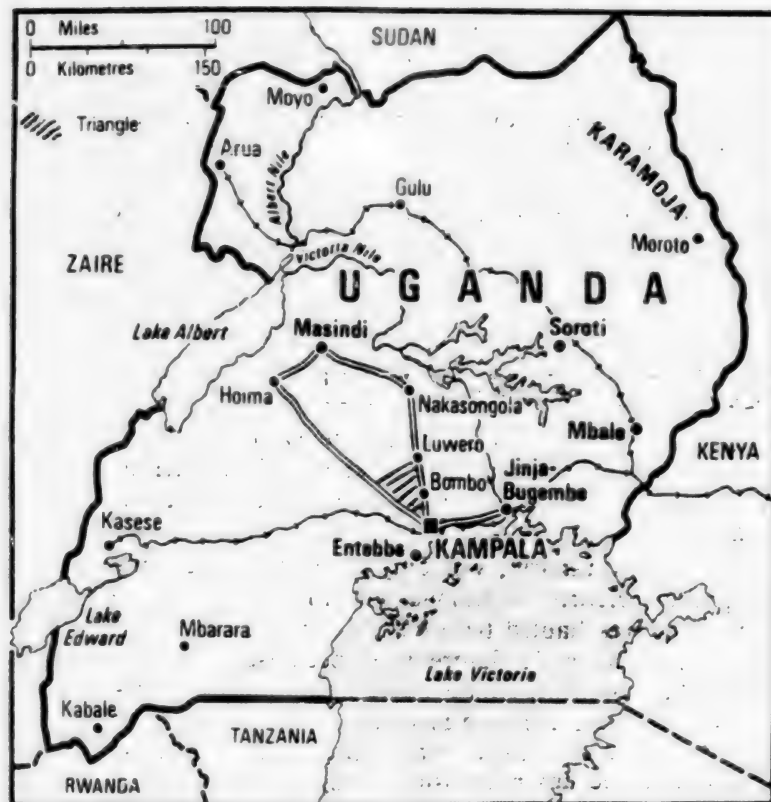 0 Miles 100
0 Kilometres 150
SUDAN
Moyo
Triangle
Arua
Albert Nile
KARAMOJA
Gulu
Moroto
Victoria Nile
ZAIRE
UGANDA
Lake Albert
Masindi
Soroti
Hoima
Nakasongola
Mbale
Luwero
KENYA
Bombo
Jinja-
Bugembe
Kasese
Entebbe
KAMPALA
Lake
Edward
Mbarara
Lake Victoria
Kabale
TANZANIA
RWANDA